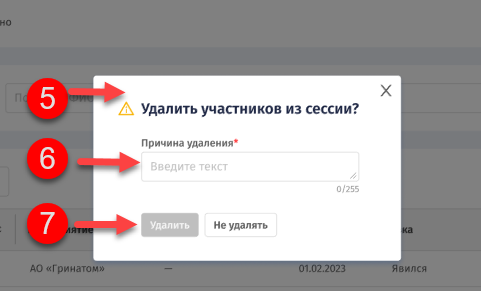 но
5
Удалить участников из сессии?
6
Причина удаления*
Введите текст
0/255
7
Удалить
Не удалять
АО «Гринатом»
—
01.02.2023
Явился